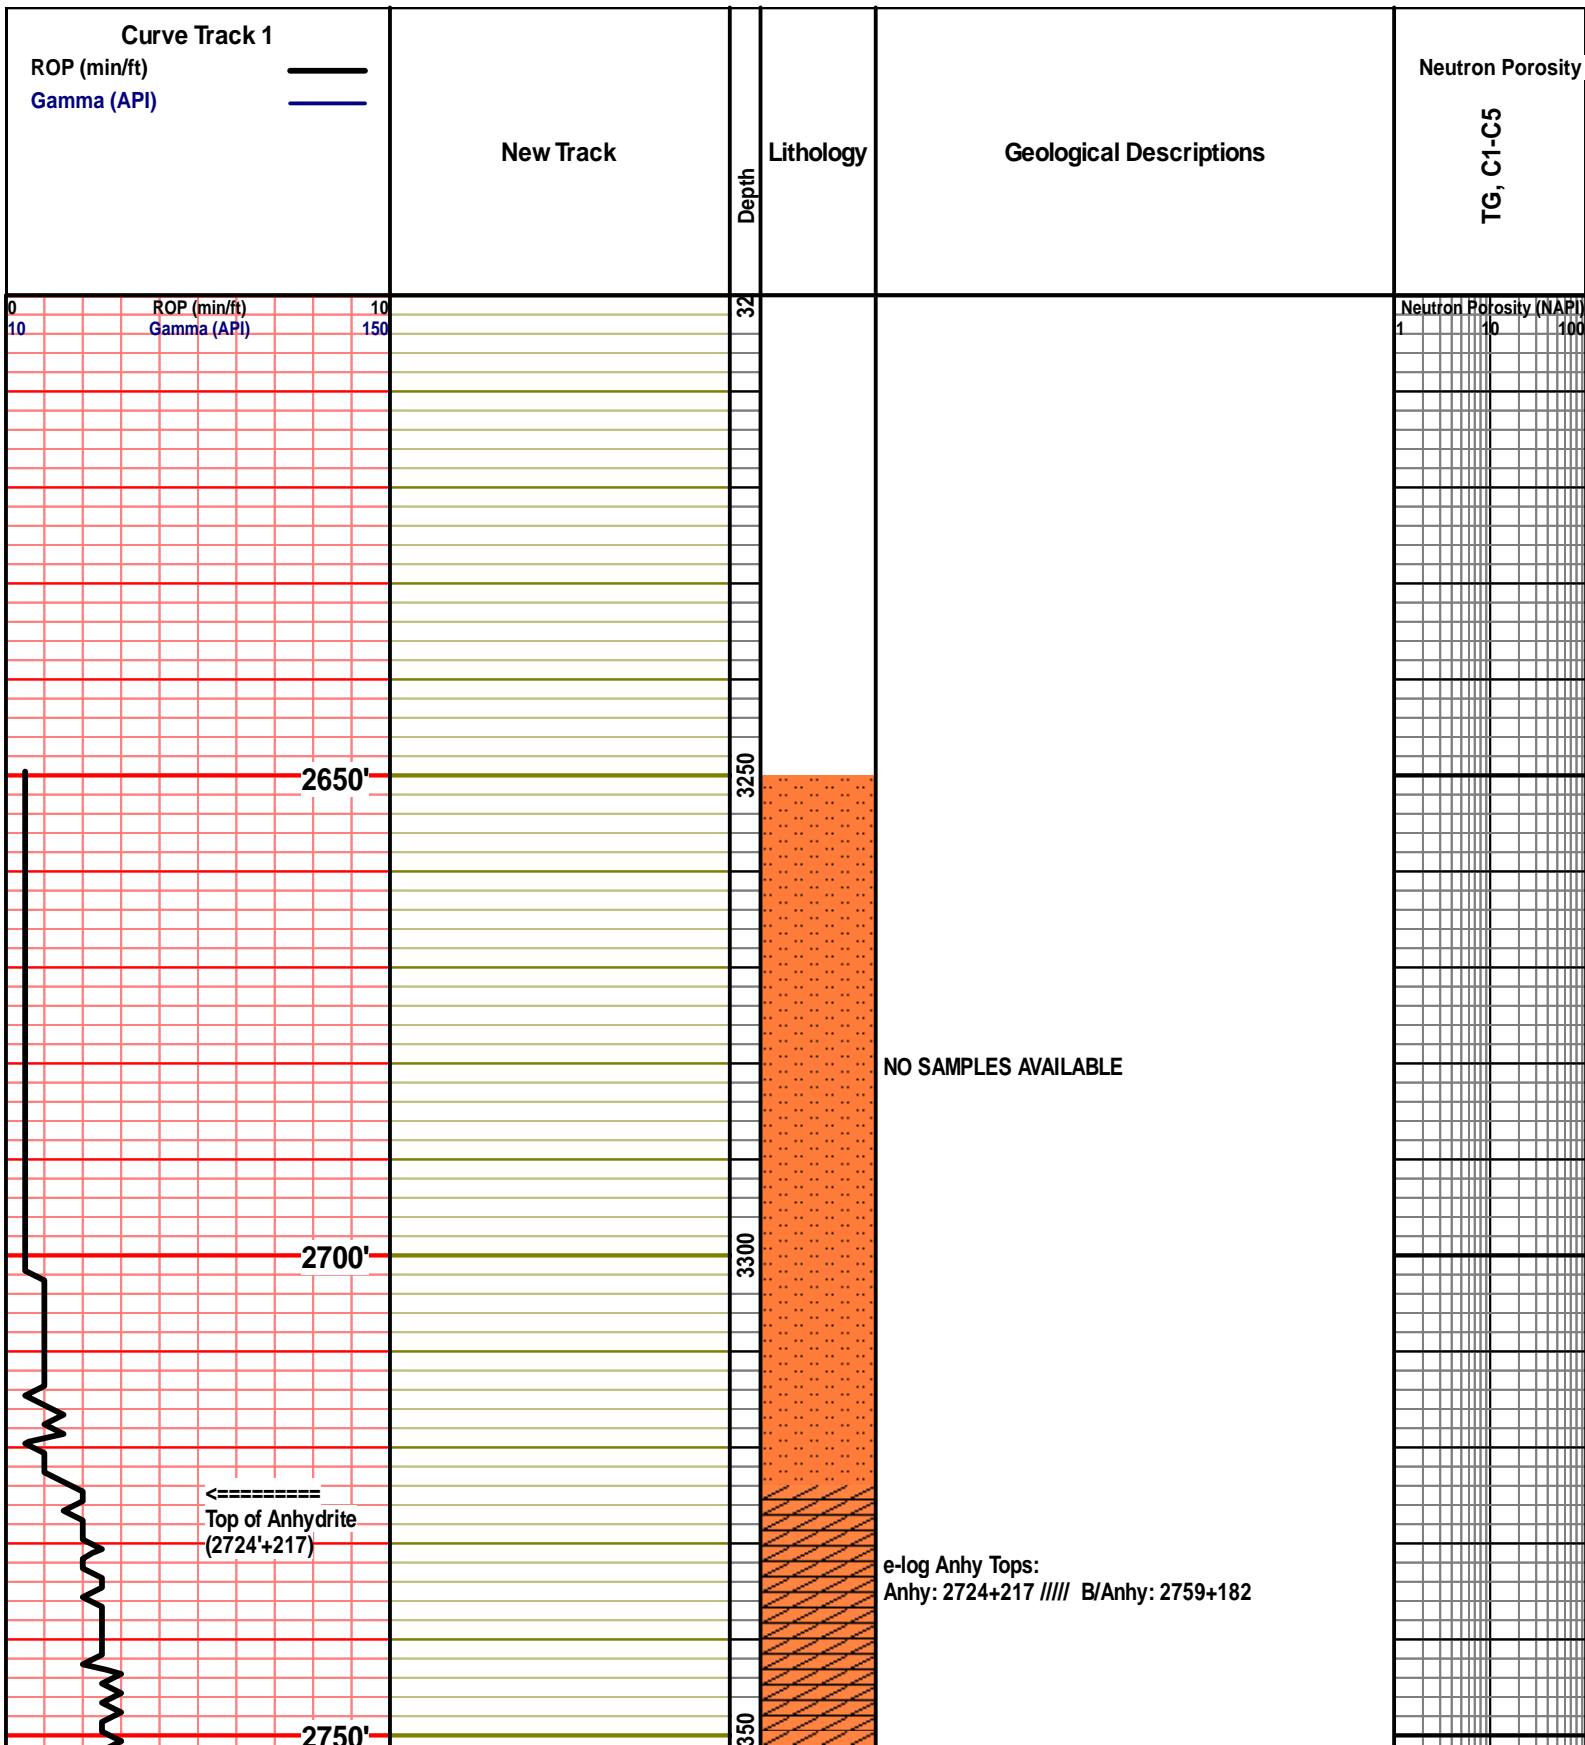 Curve Track 1
ROP (min/ft)
Gamma (API)
New Track
Depth
Lithology
Geological Descriptions
Neutron Porosity
TG, C1-C5
0 ROP (min/ft) 10
10 Gamma (API) 150
32
Neutron Porosity (NAPI)
1 10 100
2650'
3250
NO SAMPLES AVAILABLE
2700'
3300
<=========
Top of Anhydrite
(2724'+217)
e-log Anhy Tops:
Anhy: 2724+217 ///// B/Anhy: 2759+182
2750'
350